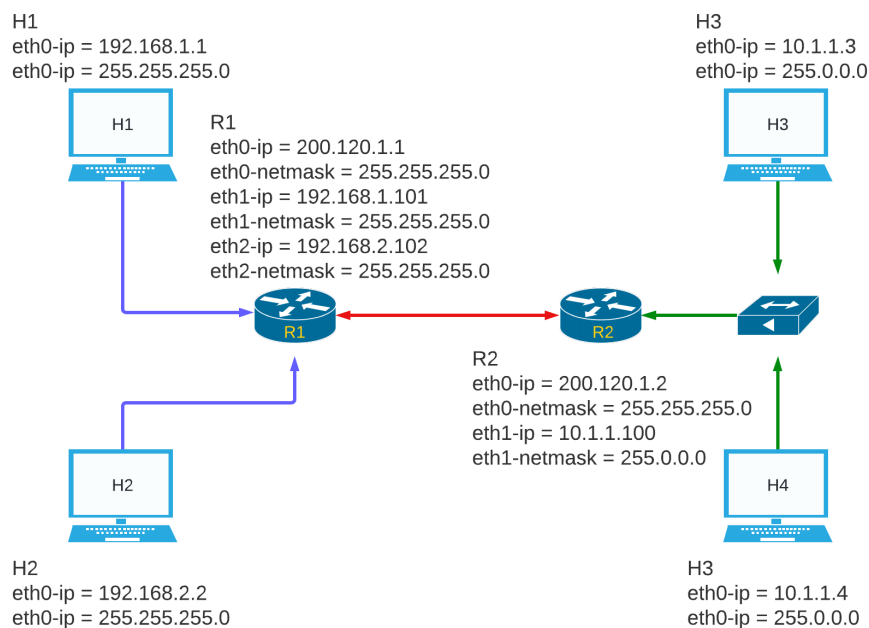 H1
eth0-ip = 192.168.1.1
eth0-ip = 255.255.255.0
H1
H3
eth0-ip = 10.1.1.3
eth0-ip = 255.0.0.0
H3
R1
eth0-ip = 200.120.1.1
eth0-netmask = 255.255.255.0
eth1-ip = 192.168.1.101
eth1-netmask = 255.255.255.0
eth2-ip = 192.168.2.102
eth2-netmask = 255.255.255.0
R1
R2
R2
eth0-ip = 200.120.1.2
eth0-netmask = 255.255.255.0
eth1-ip = 10.1.1.100
eth1-netmask = 255.0.0.0
H2
H2
eth0-ip = 192.168.2.2
eth0-ip = 255.255.255.0
H4
H3
eth0-ip = 10.1.1.4
eth0-ip = 255.0.0.0